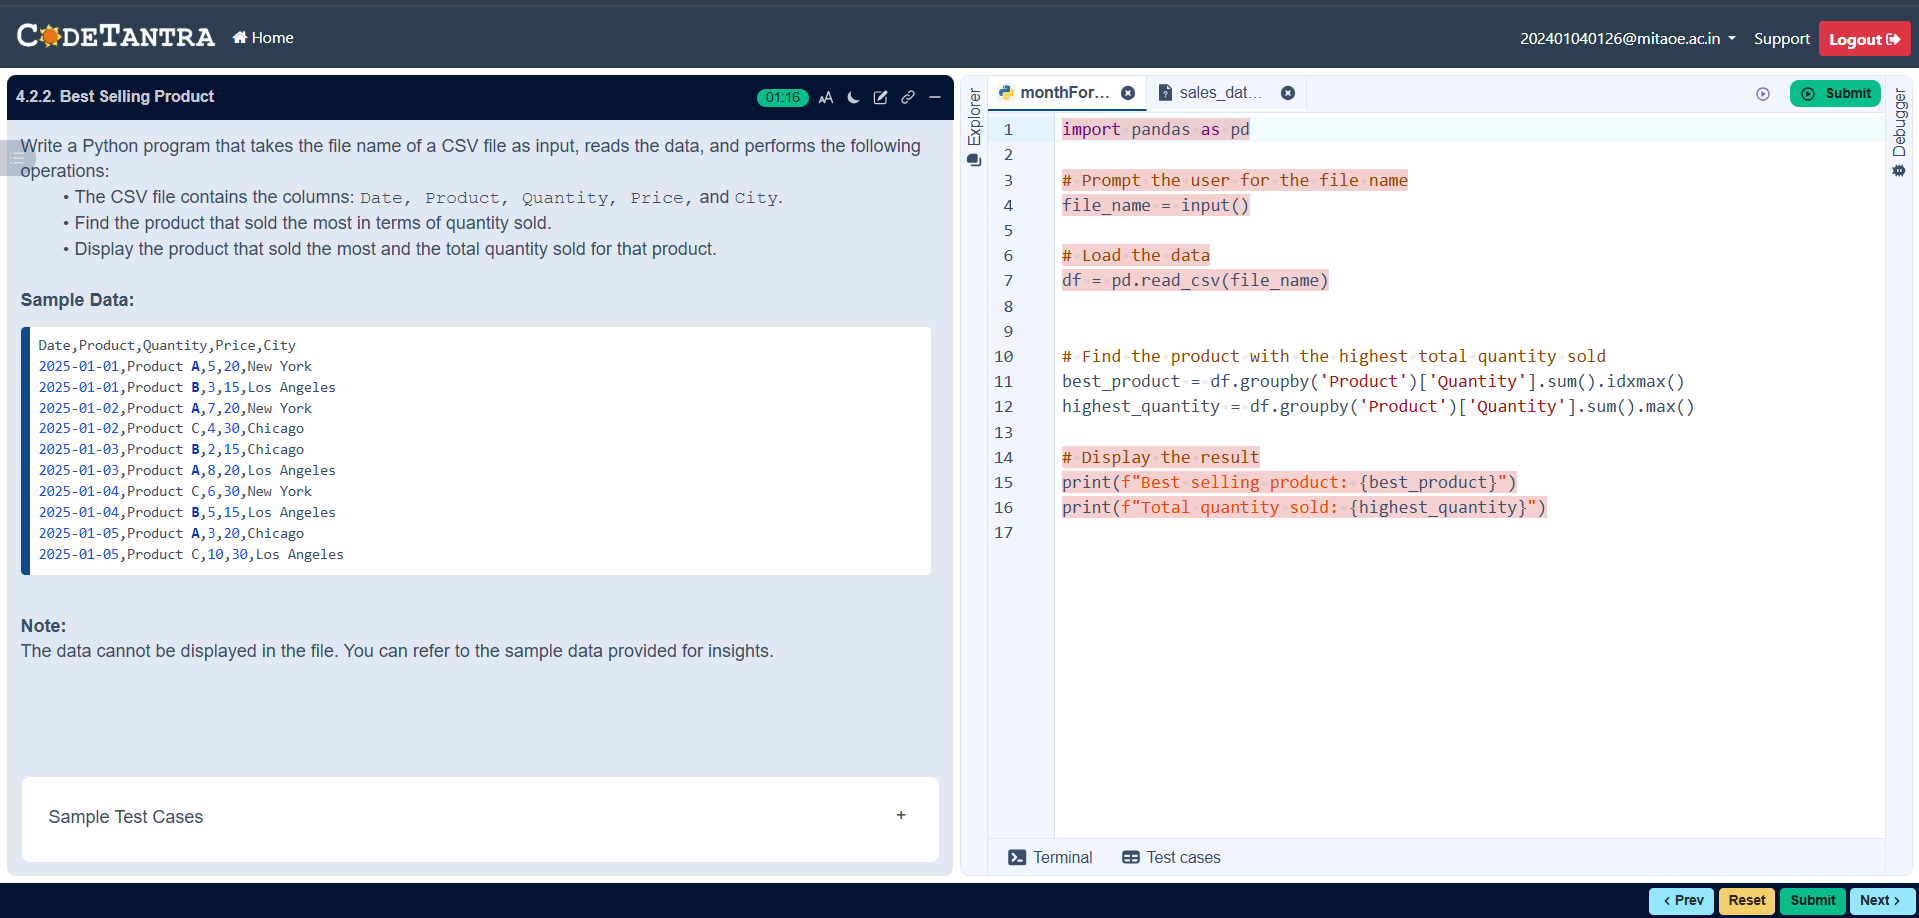 CODETANTRA
Home
202401040126@mitaoe.ac.in
Support
Logout
4.2.2. Best Selling Product
01:16
Write a Python program that takes the file name of a CSV file as input, reads the data, and performs the following
operations:
• The CSV file contains the columns: Date, Product, Quantity, Price, and City.
• Find the product that sold the most in terms of quantity sold.
• Display the product that sold the most and the total quantity sold for that product.
Sample Data:
Date,Product,Quantity,Price,City
2025-01-01,Product A,5,20,New York
2025-01-01,Product B,3,15,Los Angeles
2025-01-02,Product A,7,20,New York
2025-01-02,Product C,4,30,Chicago
2025-01-03,Product B,2,15,Chicago
2025-01-03,Product A,8,20,Los Angeles
2025-01-04,Product C,6,30,New York
2025-01-04,Product B,5,15,Los Angeles
2025-01-05,Product A,3,20,Chicago
2025-01-05,Product C,10,30,Los Angeles
Note:
The data cannot be displayed in the file. You can refer to the sample data provided for insights.
Sample Test Cases
+
Explorer
monthFor...
sales_dat...
Submit
Debugger
1 import pandas as pd
2
3 # Prompt the user for the file name
4 file_name = input()
5
6 # Load the data
7 df = pd.read_csv(file_name)
8
9
10 # Find the product with the highest total quantity sold
11 best_product = df.groupby('Product')['Quantity'].sum().idxmax()
12 highest_quantity = df.groupby('Product')['Quantity'].sum().max()
13
14 # Display the result
15 print(f"Best selling product: {best_product}")
16 print(f"Total quantity sold: {highest_quantity}")
17
Terminal
Test cases
< Prev
Reset
Submit
Next >